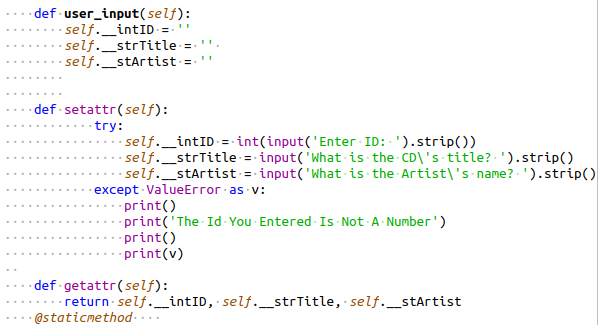 def user_input(self):
self.__intID = ''
self.__strTitle = ''
self.__stArtist = ''
def setattr(self):
try:
self.__intID = int(input('Enter ID: ').strip())
self.__strTitle = input('What is the CD\'s title? ').strip()
self.__stArtist = input('What is the Artist\'s name? ').strip()
except ValueError as v:
print()
print('The Id You Entered Is Not A Number')
print()
print(v)
def getattr(self):
return self.__intID, self.__strTitle, self.__stArtist
@staticmethod